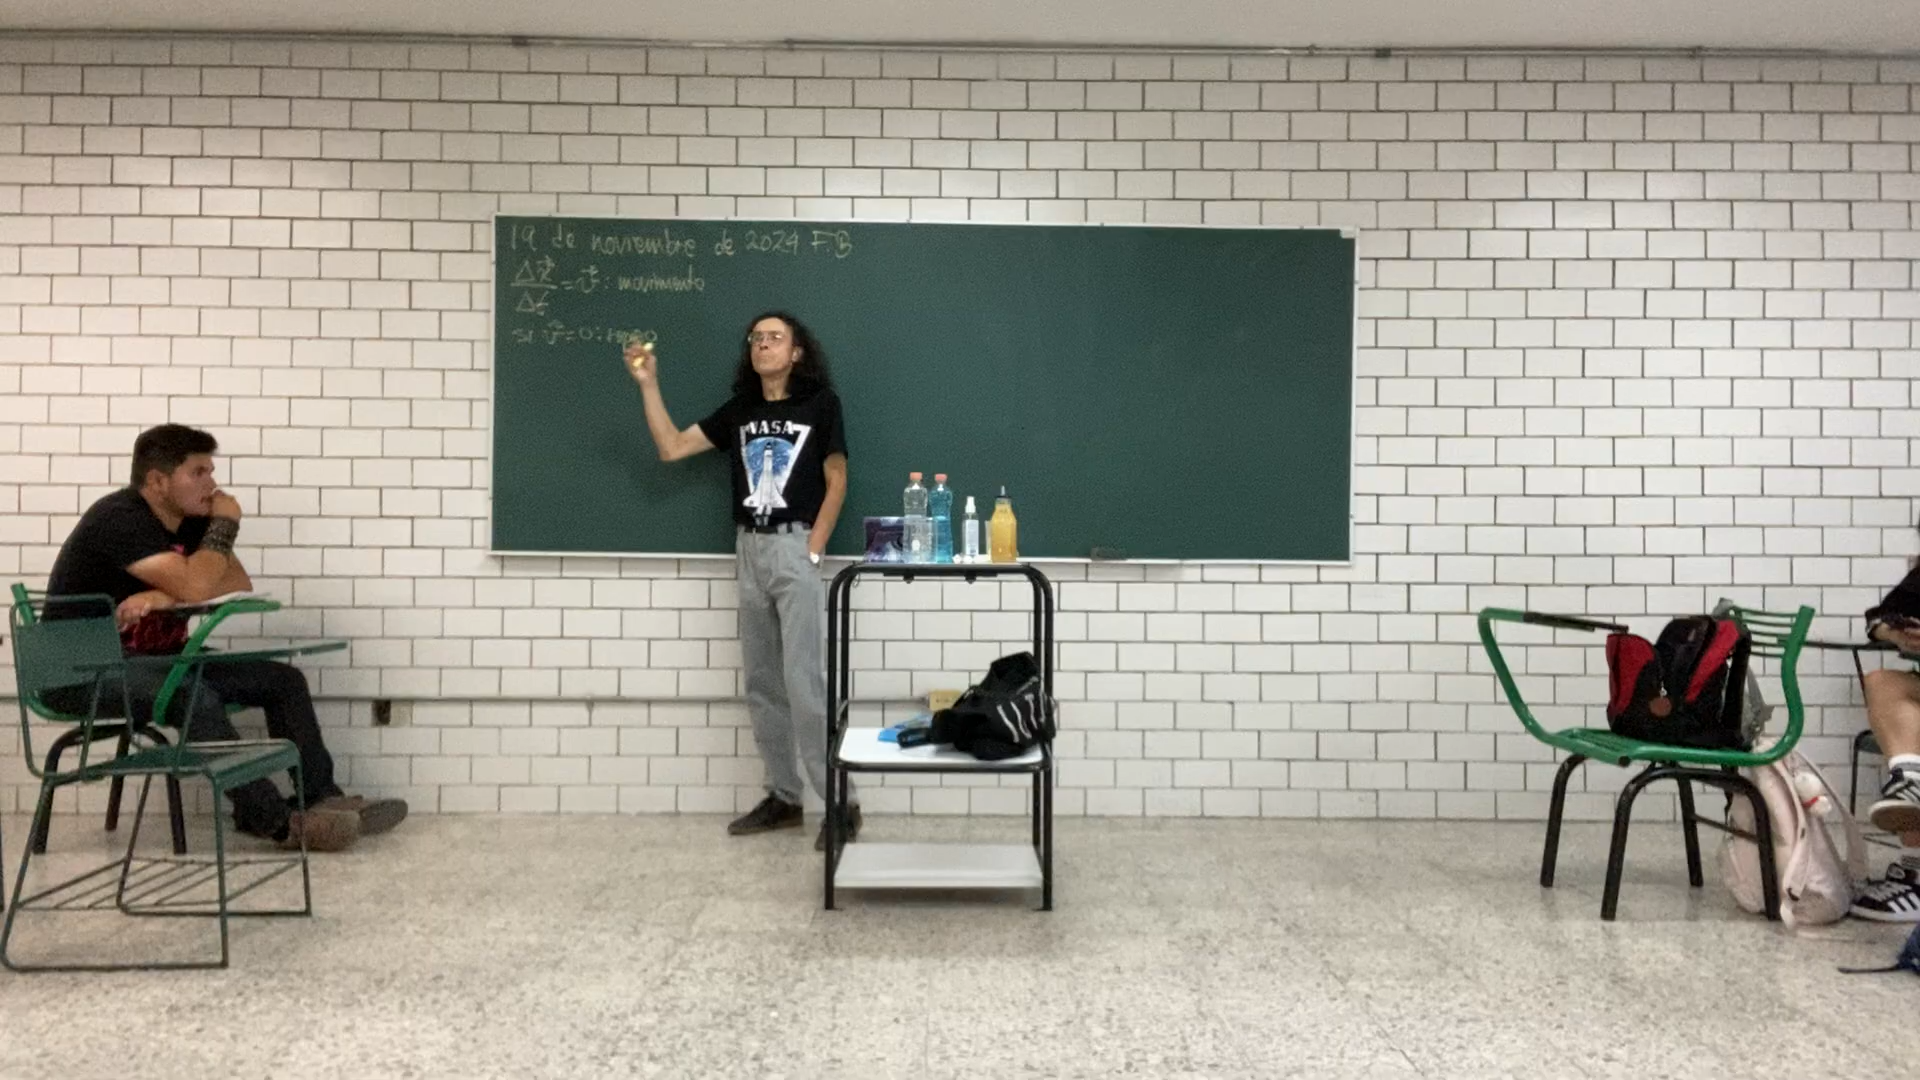 19 de noviembre de 2024 F.B
Δr⃗
Δt
= v⃗ : movimiento
Si v⃗ = 0 : reposo
NASA